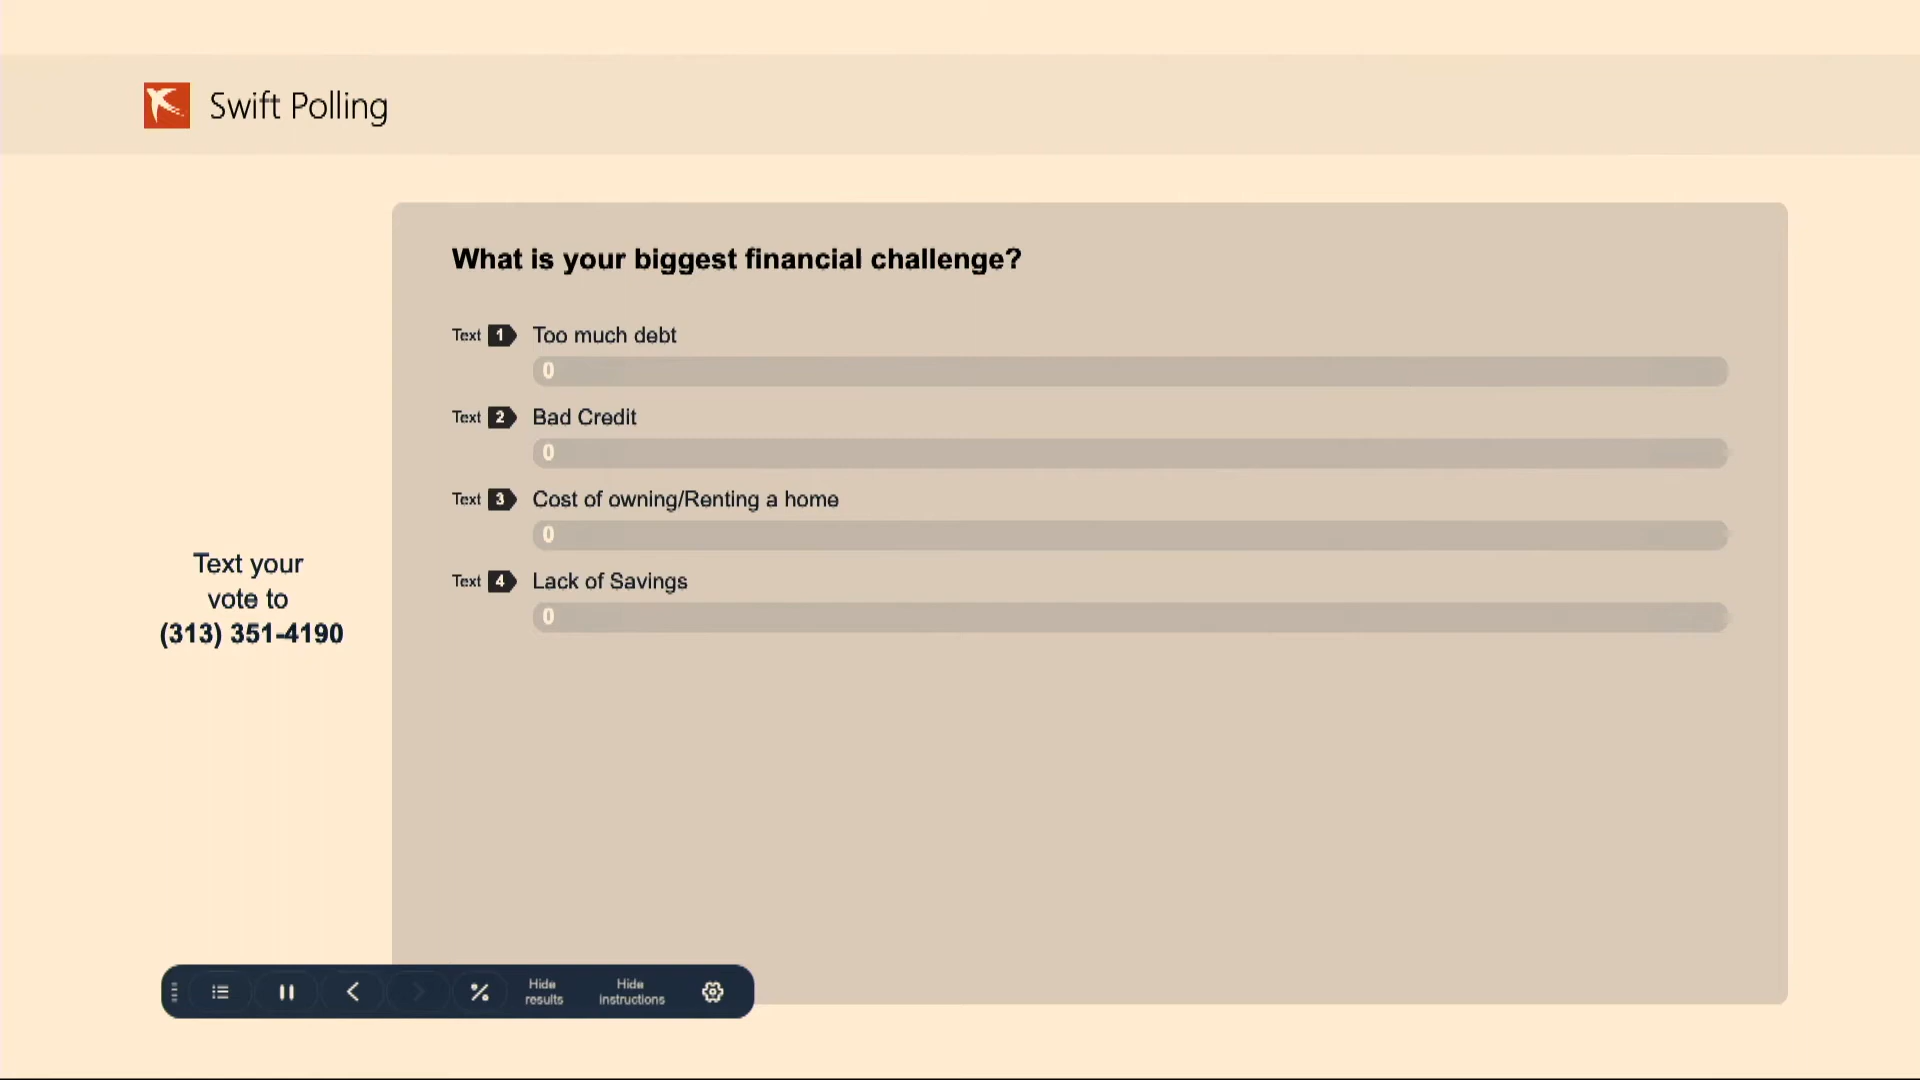 Swift Polling
What is your biggest financial challenge?
Text 1 Too much debt
0
Text 2 Bad Credit
0
Text 3 Cost of owning/Renting a home
0
Text 4 Lack of Savings
0
Text your
vote to
(313) 351-4190
Hide
results
Hide
instructions